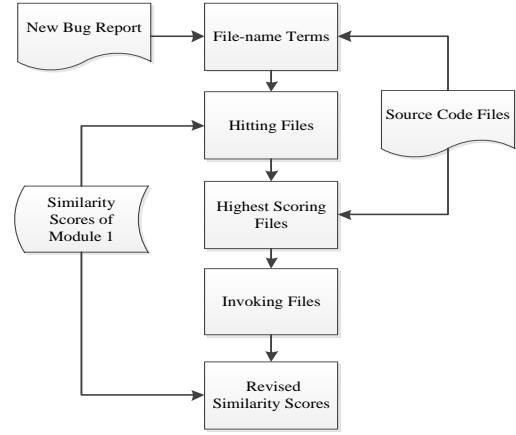 New Bug Report
File-name Terms
Hitting Files
Source Code Files
Similarity
Scores of
Module 1
Highest Scoring
Files
Invoking Files
Revised
Similarity Scores